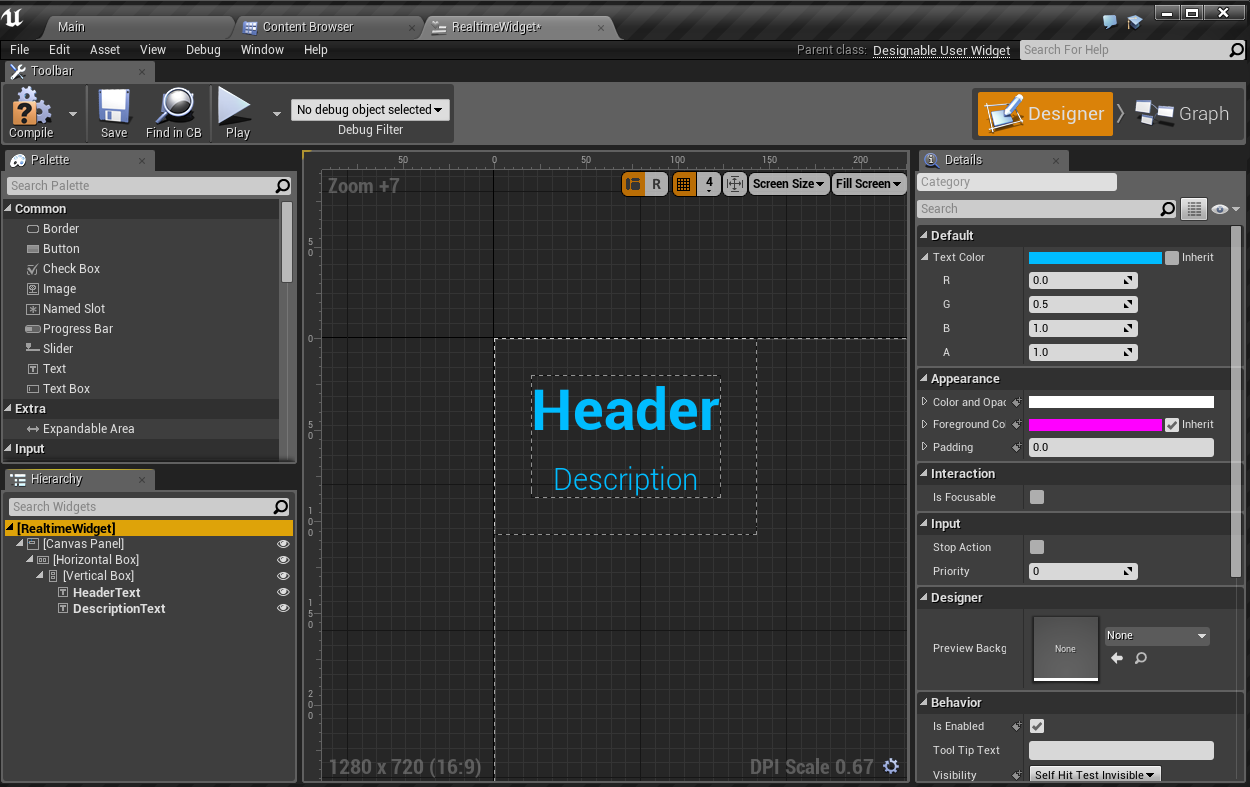 Main
Content Browser
RealtimeWidget*
File Edit Asset View Debug Window Help
Parent class: Designable User Widget
Search For Help
Toolbar
Compile
Save
Find in CB
Play
No debug object selected
Debug Filter
Designer
Graph
Palette
Search Palette
Common
Border
Button
Check Box
Image
Named Slot
Progress Bar
Slider
Text
Text Box
Extra
Expandable Area
Input
Hierarchy
Search Widgets
[RealtimeWidget]
[Canvas Panel]
[Horizontal Box]
[Vertical Box]
HeaderText
DescriptionText
50 0 50 100 150 200
Zoom +7
R
4
Screen Size
Fill Screen
50
0
50
100
150
200
Header
Description
1280 x 720 (16:9)
DPI Scale 0.67
Details
Category
Search
Default
Text Color
Inherit
R 0.0
G 0.5
B 1.0
A 1.0
Appearance
Color and Opac
Foreground Co
Inherit
Padding 0.0
Interaction
Is Focusable
Input
Stop Action
Priority 0
Designer
Preview Backg
None
None
Behavior
Is Enabled
Tool Tip Text
Visibility
Self Hit Test Invisible